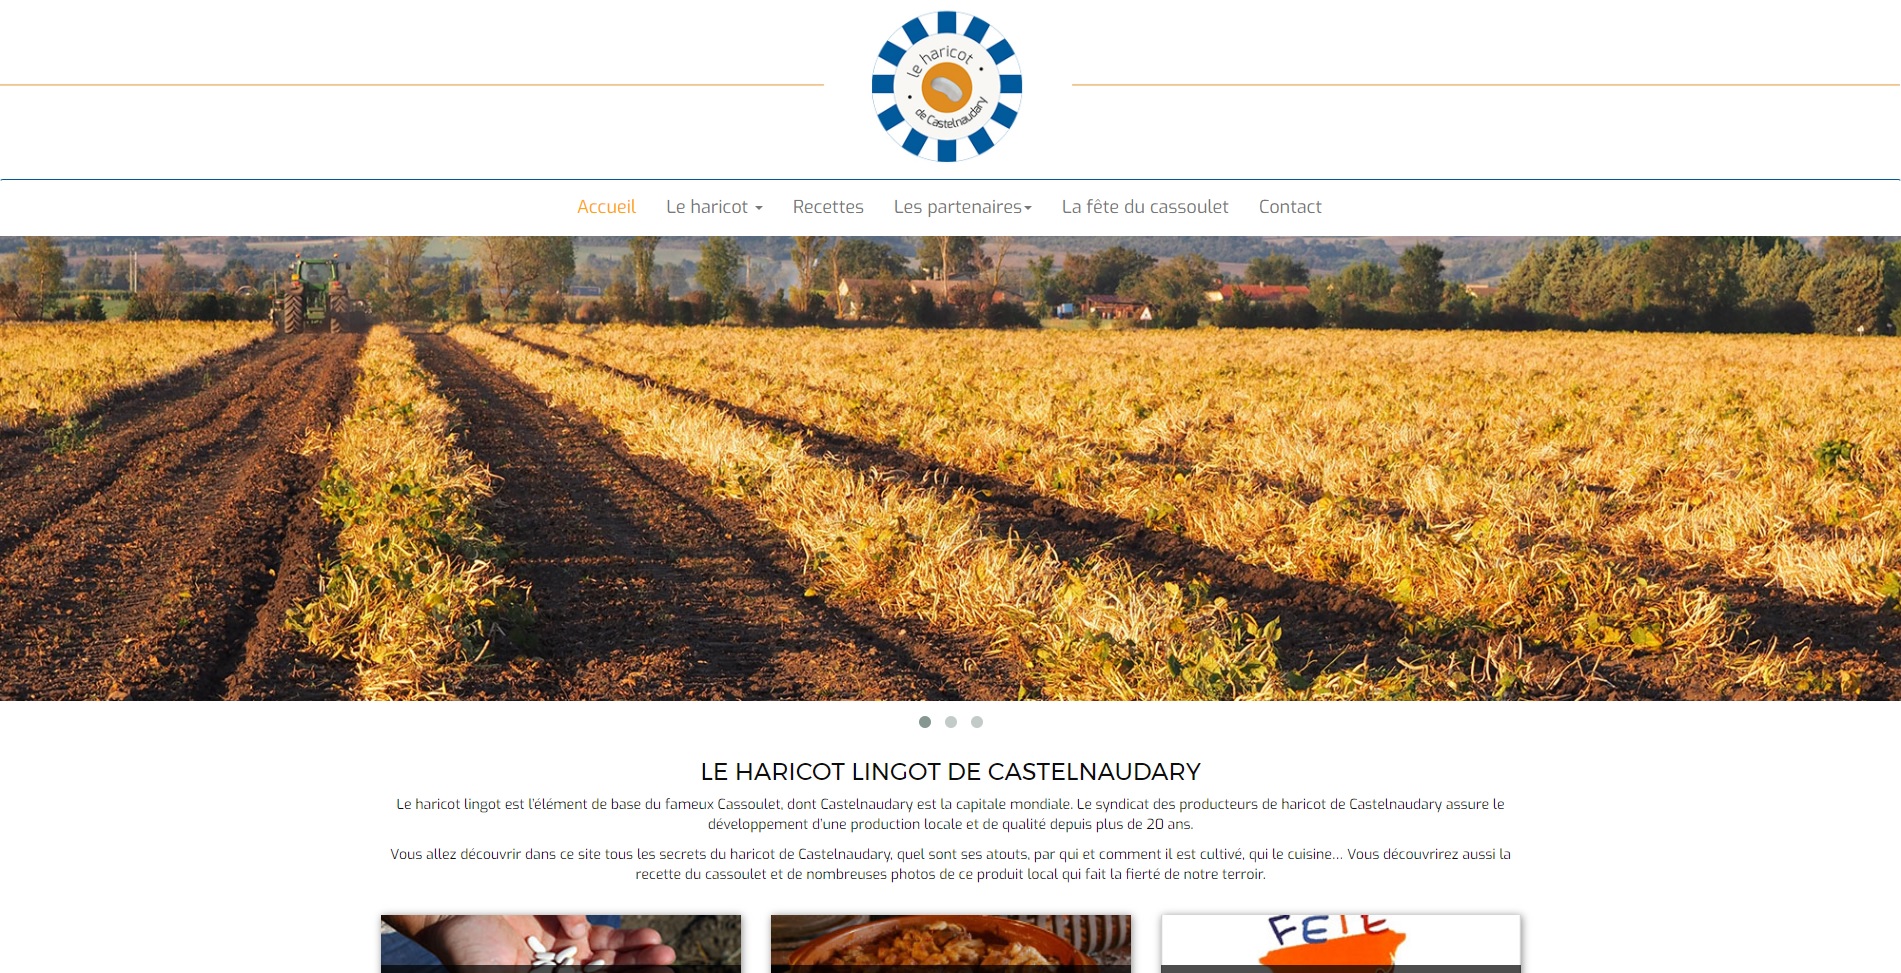 le haricot
de Castelnaudary
Accueil Le haricot Recettes Les partenaires La fête du cassoulet Contact
LE HARICOT LINGOT DE CASTELNAUDARY
Le haricot lingot est l'élément de base du fameux Cassoulet, dont Castelnaudary est la capitale mondiale. Le syndicat des producteurs de haricot de Castelnaudary assure le
développement d'une production locale et de qualité depuis plus de 20 ans.
Vous allez découvrir dans ce site tous les secrets du haricot de Castelnaudary, quel sont ses atouts, par qui et comment il est cultivé, qui le cuisine... Vous découvrirez aussi la
recette du cassoulet et de nombreuses photos de ce produit local qui fait la fierté de notre terroir.
FETE